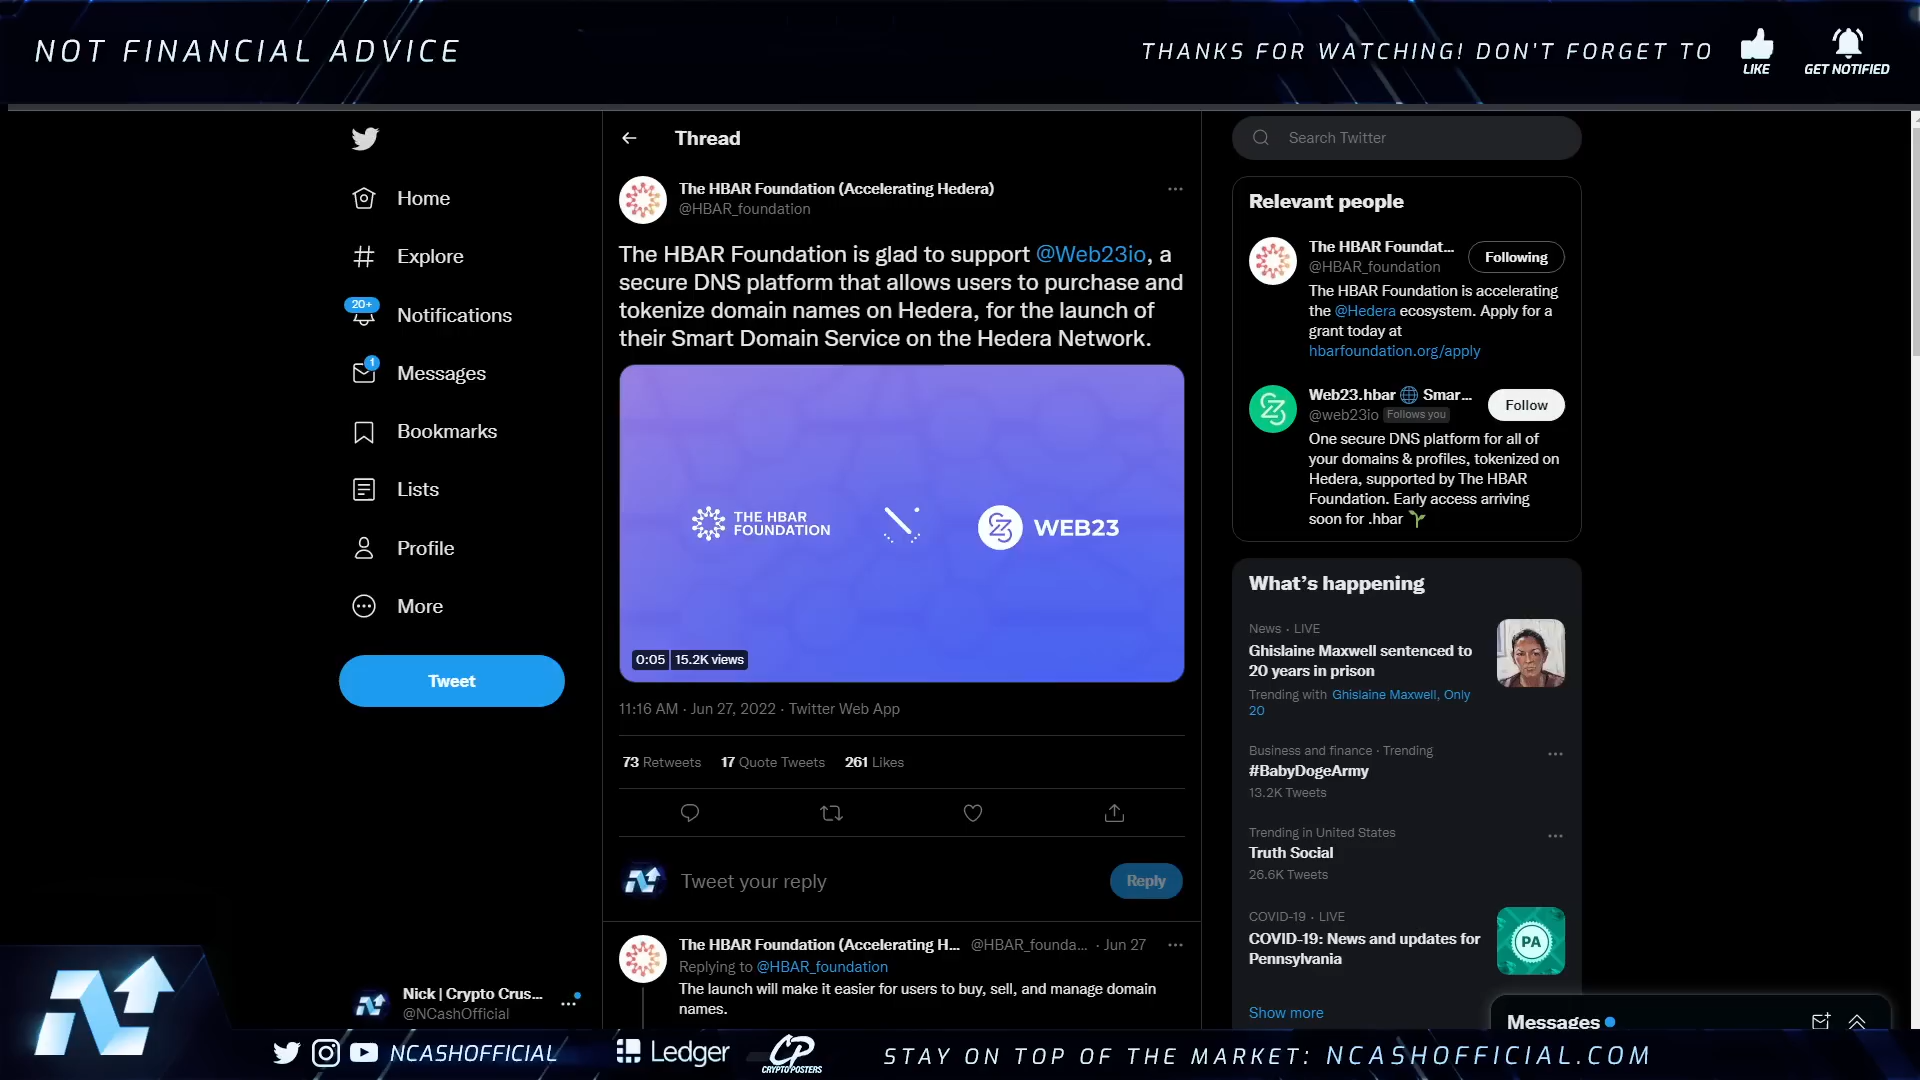 NOT FINANCIAL ADVICE
THANKS FOR WATCHING! DON'T FORGET TO
LIKE
GET NOTIFIED
Home
Explore
20+
Notifications
1
Messages
Bookmarks
Lists
Profile
More
Tweet
Nick | Crypto Crus...
@NCashOfficial
Thread
The HBAR Foundation (Accelerating Hedera)
@HBAR_foundation
The HBAR Foundation is glad to support @Web23io, a
secure DNS platform that allows users to purchase and
tokenize domain names on Hedera, for the launch of
their Smart Domain Service on the Hedera Network.
THE HBAR
FOUNDATION
WEB23
0:05
15.2K views
11:16 AM · Jun 27, 2022 · Twitter Web App
73 Retweets 17 Quote Tweets 261 Likes
Tweet your reply
Reply
The HBAR Foundation (Accelerating H... @HBAR_founda... · Jun 27
Replying to @HBAR_foundation
The launch will make it easier for users to buy, sell, and manage domain
names.
Search Twitter
Relevant people
The HBAR Foundat...
@HBAR_foundation
Following
The HBAR Foundation is accelerating
the @Hedera ecosystem. Apply for a
grant today at
hbarfoundation.org/apply
Web23.hbar 🌐 Smar...
@web23io Follows you
Follow
One secure DNS platform for all of
your domains & profiles, tokenized on
Hedera, supported by The HBAR
Foundation. Early access arriving
soon for .hbar 🌱
What's happening
News · LIVE
Ghislaine Maxwell sentenced to
20 years in prison
Trending with Ghislaine Maxwell, Only
20
Business and finance · Trending
#BabyDogeArmy
13.2K Tweets
Trending in United States
Truth Social
26.6K Tweets
COVID-19 · LIVE
COVID-19: News and updates for
Pennsylvania
PA
Show more
Messages
NCASHOFFICIAL
Ledger
CP
CRYPTOPOSTERS
STAY ON TOP OF THE MARKET: NCASHOFFICIAL.COM